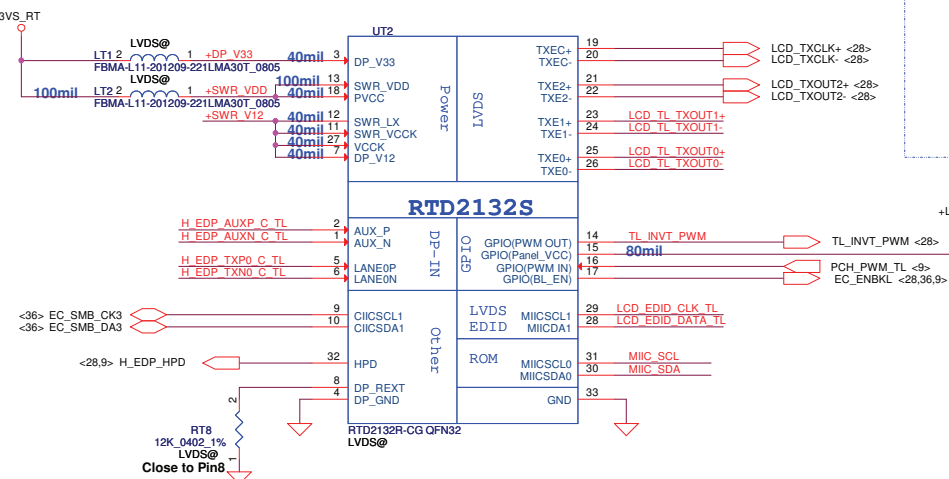 3VS_RT
LVDS@
UT2
LT1 2 1 +DP_V33 40mil 3 DP_V33
FBMA-L11-201209-221LMA30T_0805
LVDS@
100mil LT2 2 1 +SWR_VDD
FBMA-L11-201209-221LMA30T_0805
100mil 13 SWR_VDD
40mil 18 PVCC
+SWR_V12 40mil 12 SWR_LX
40mil 11 SWR_VCCK
40mil 27 VCCK
40mil 7 DP_V12
Power
LVDS
TXEC+ 19 LCD_TXCLK+ <28>
TXEC- 20 LCD_TXCLK- <28>
TXE2+ 21 LCD_TXOUT2+ <28>
TXE2- 22 LCD_TXOUT2- <28>
TXE1+ 23 LCD_TL_TXOUT1+
TXE1- 24 LCD_TL_TXOUT1-
TXE0+ 25 LCD_TL_TXOUT0+
TXE0- 26 LCD_TL_TXOUT0-
RTD2132S
+L
H_EDP_AUXP_C_TL 2 AUX_P
H_EDP_AUXN_C_TL 1 AUX_N
H_EDP_TXP0_C_TL 5 LANE0P
H_EDP_TXN0_C_TL 6 LANE0N
DP-IN
GPIO
GPIO(PWM OUT) 14 TL_INVT_PWM TL_INVT_PWM <28>
GPIO(Panel_VCC) 15 80mil
GPIO(PWM IN) 16 PCH_PWM_TL <9>
GPIO(BL_EN) 17 EC_ENBKL <28,36,9>
<36> EC_SMB_CK3 9 CIICSCL1
<36> EC_SMB_DA3 10 CIICSDA1
Other
LVDS
EDID
MIICSCL1 29 LCD_EDID_CLK_TL
MIICDA1 28 LCD_EDID_DATA_TL
<28,9> H_EDP_HPD 32 HPD
ROM
MIICSCL0 31 MIIC_SCL
MIICSDA0 30 MIIC_SDA
8 DP_REXT
4 DP_GND
GND 33
2
RT8
12K_0402_1%
LVDS@
1
Close to Pin8
RTD2132R-CG QFN32
LVDS@